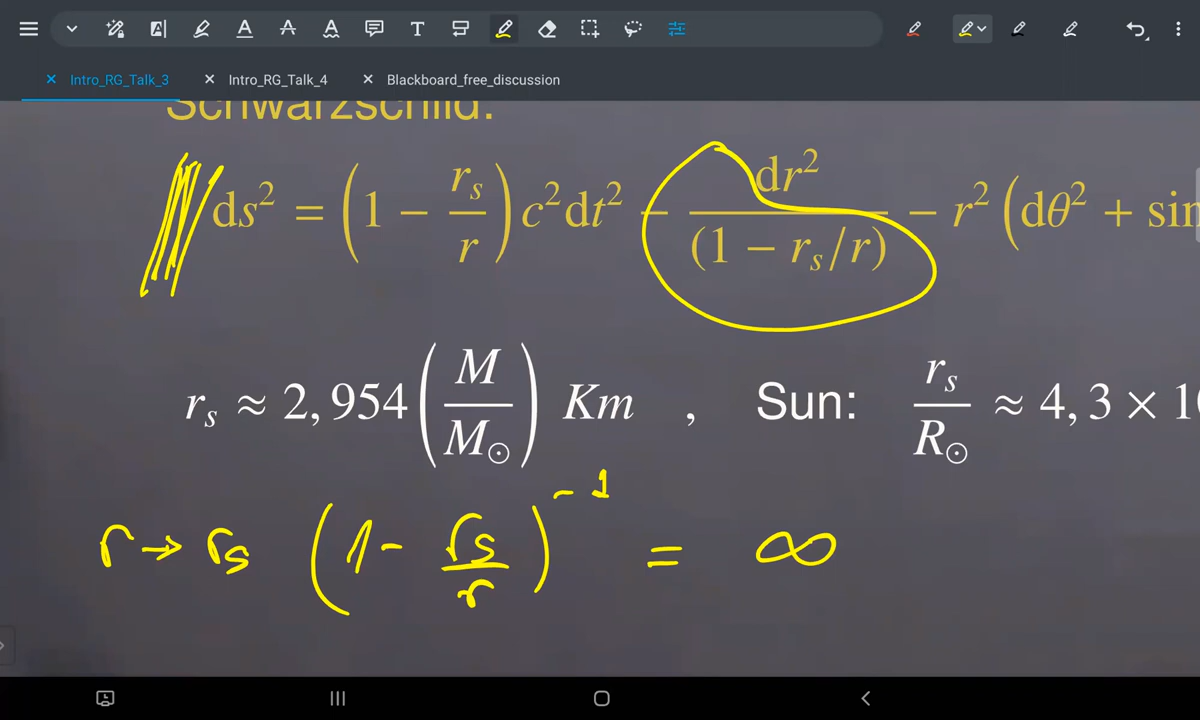 Intro_RG_Talk_3 Intro_RG_Talk_4 Blackboard_free_discussion
Schwarzschild:
ds² = (1 − r_s/r) c²dt² − dr²/(1 − r_s/r) − r² (dθ² + sin
r_s ≈ 2,954 (M/M_⊙) Km , Sun: r_s/R_⊙ ≈ 4,3 × 1
r → r_s (1 − r_s/r)⁻¹ = ∞